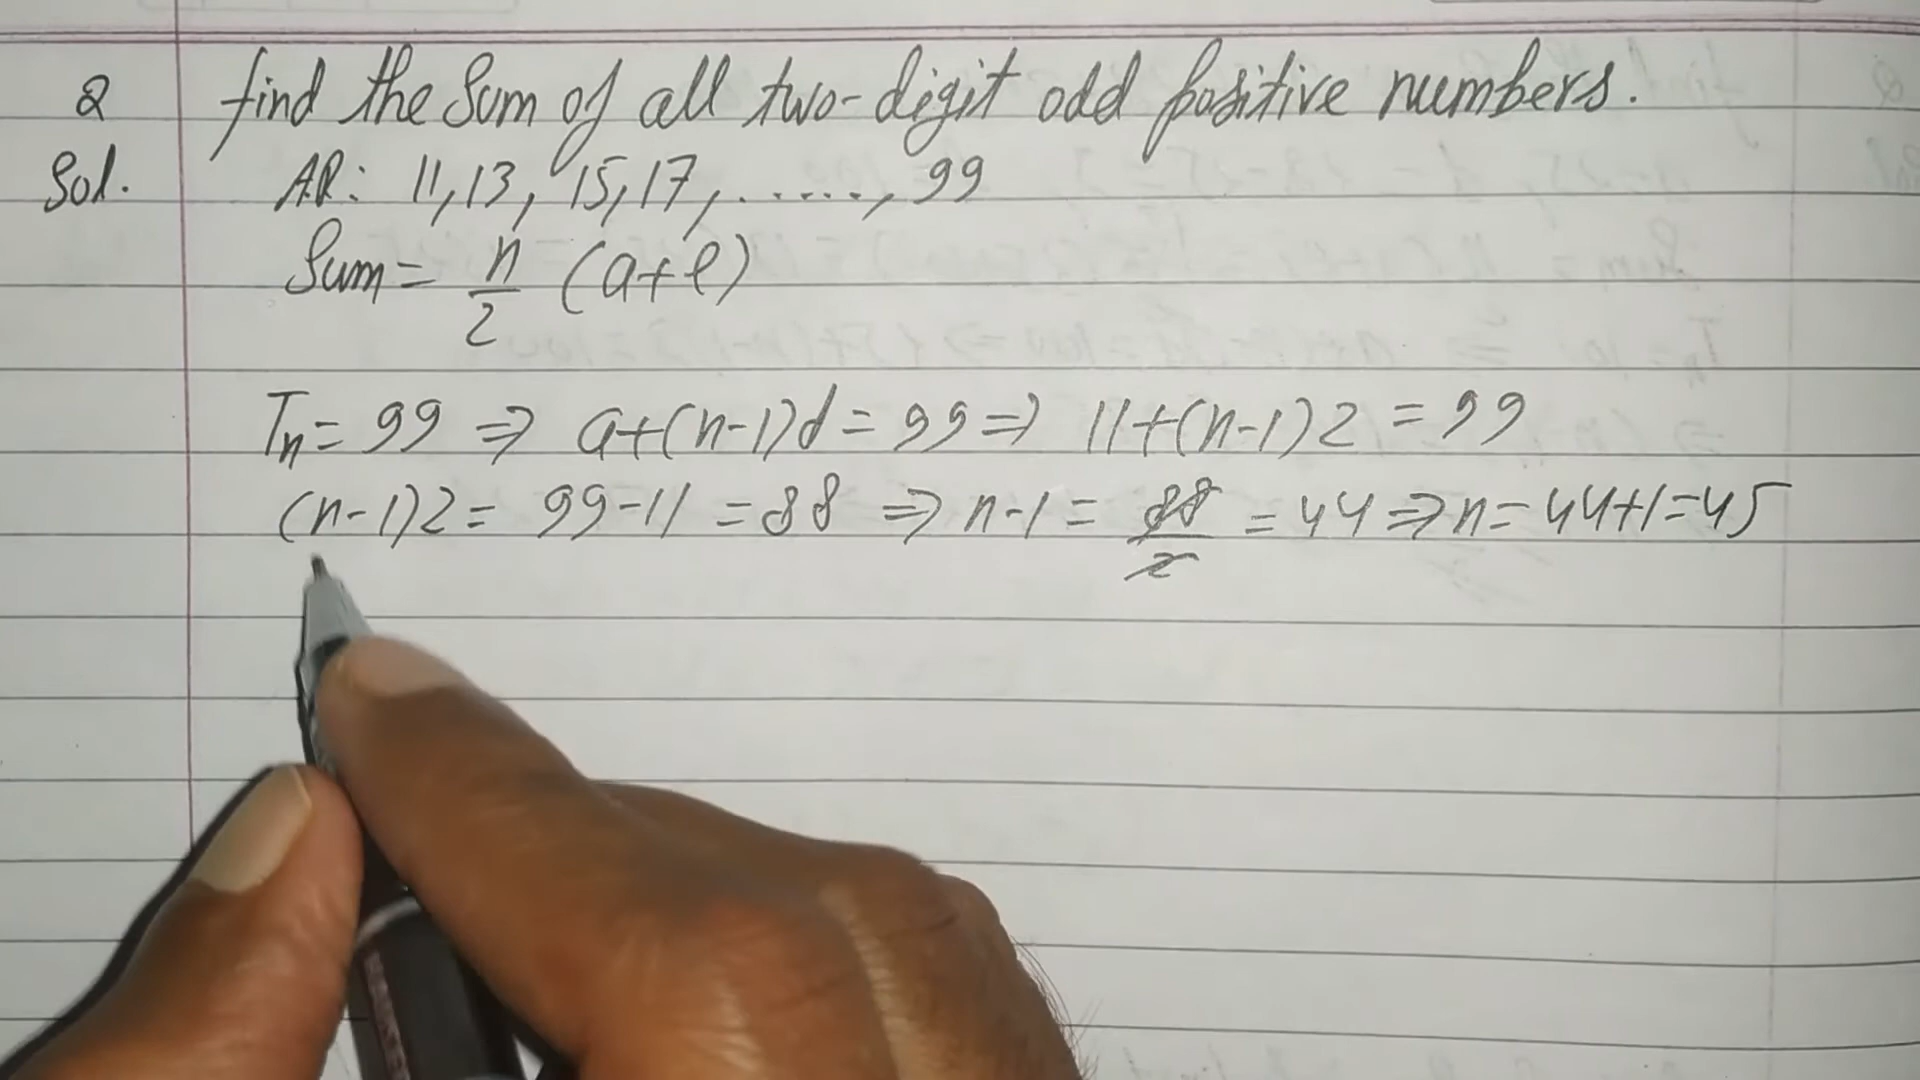 Q find the Sum of all two-digit odd positive numbers.
Sol. A.P.: 11, 13, 15, 17, ......, 99
Sum = n/2 (a+l)
Tn = 99 ⇒ a+(n-1)d = 99 ⇒ 11+(n-1)2 = 99
(n-1)2 = 99-11 = 88 ⇒ n-1 = 88/2 = 44 ⇒ n = 44+1 = 45